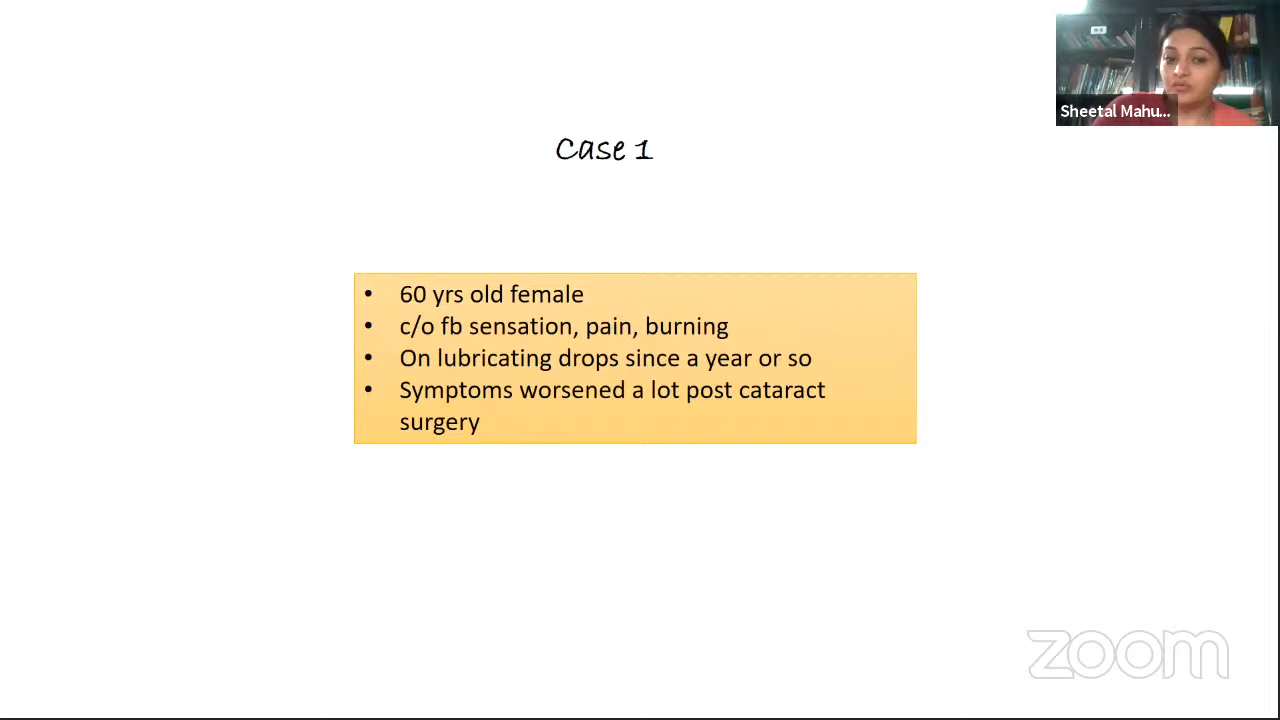 Sheetal Mahu...
Case 1
• 60 yrs old female
• c/o fb sensation, pain, burning
• On lubricating drops since a year or so
• Symptoms worsened a lot post cataract
surgery
zoom